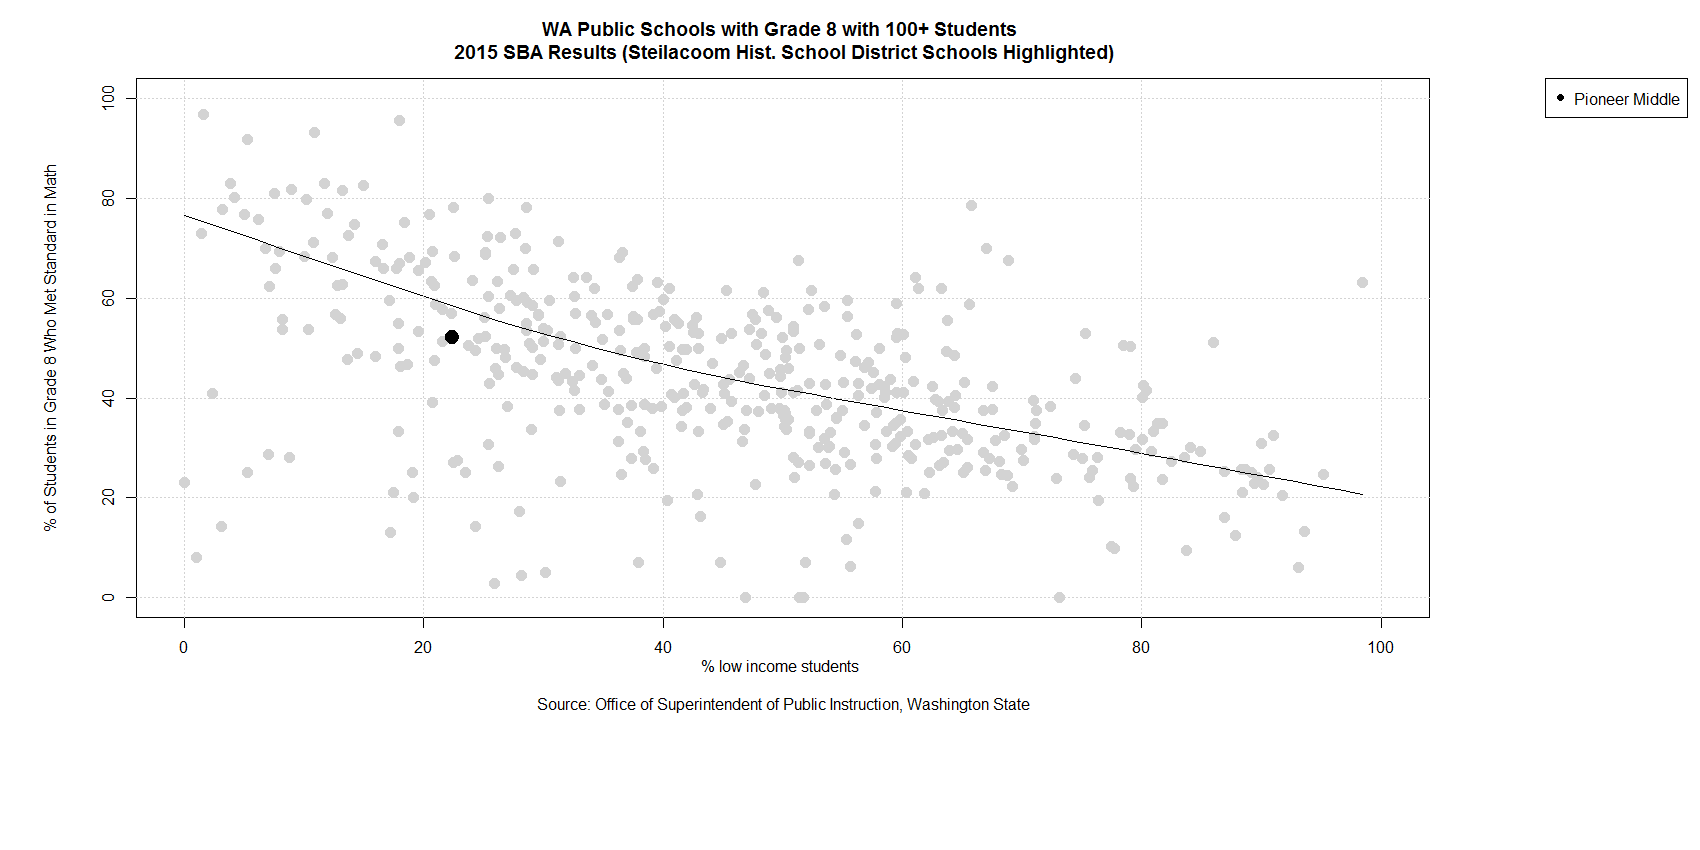 WA Public Schools with Grade 8 with 100+ Students
2015 SBA Results (Steilacoom Hist. School District Schools Highlighted)
Pioneer Middle
% of Students in Grade 8 Who Met Standard in Math
100
80
60
40
20
0
0 20 40 60 80 100
% low income students
Source: Office of Superintendent of Public Instruction, Washington State